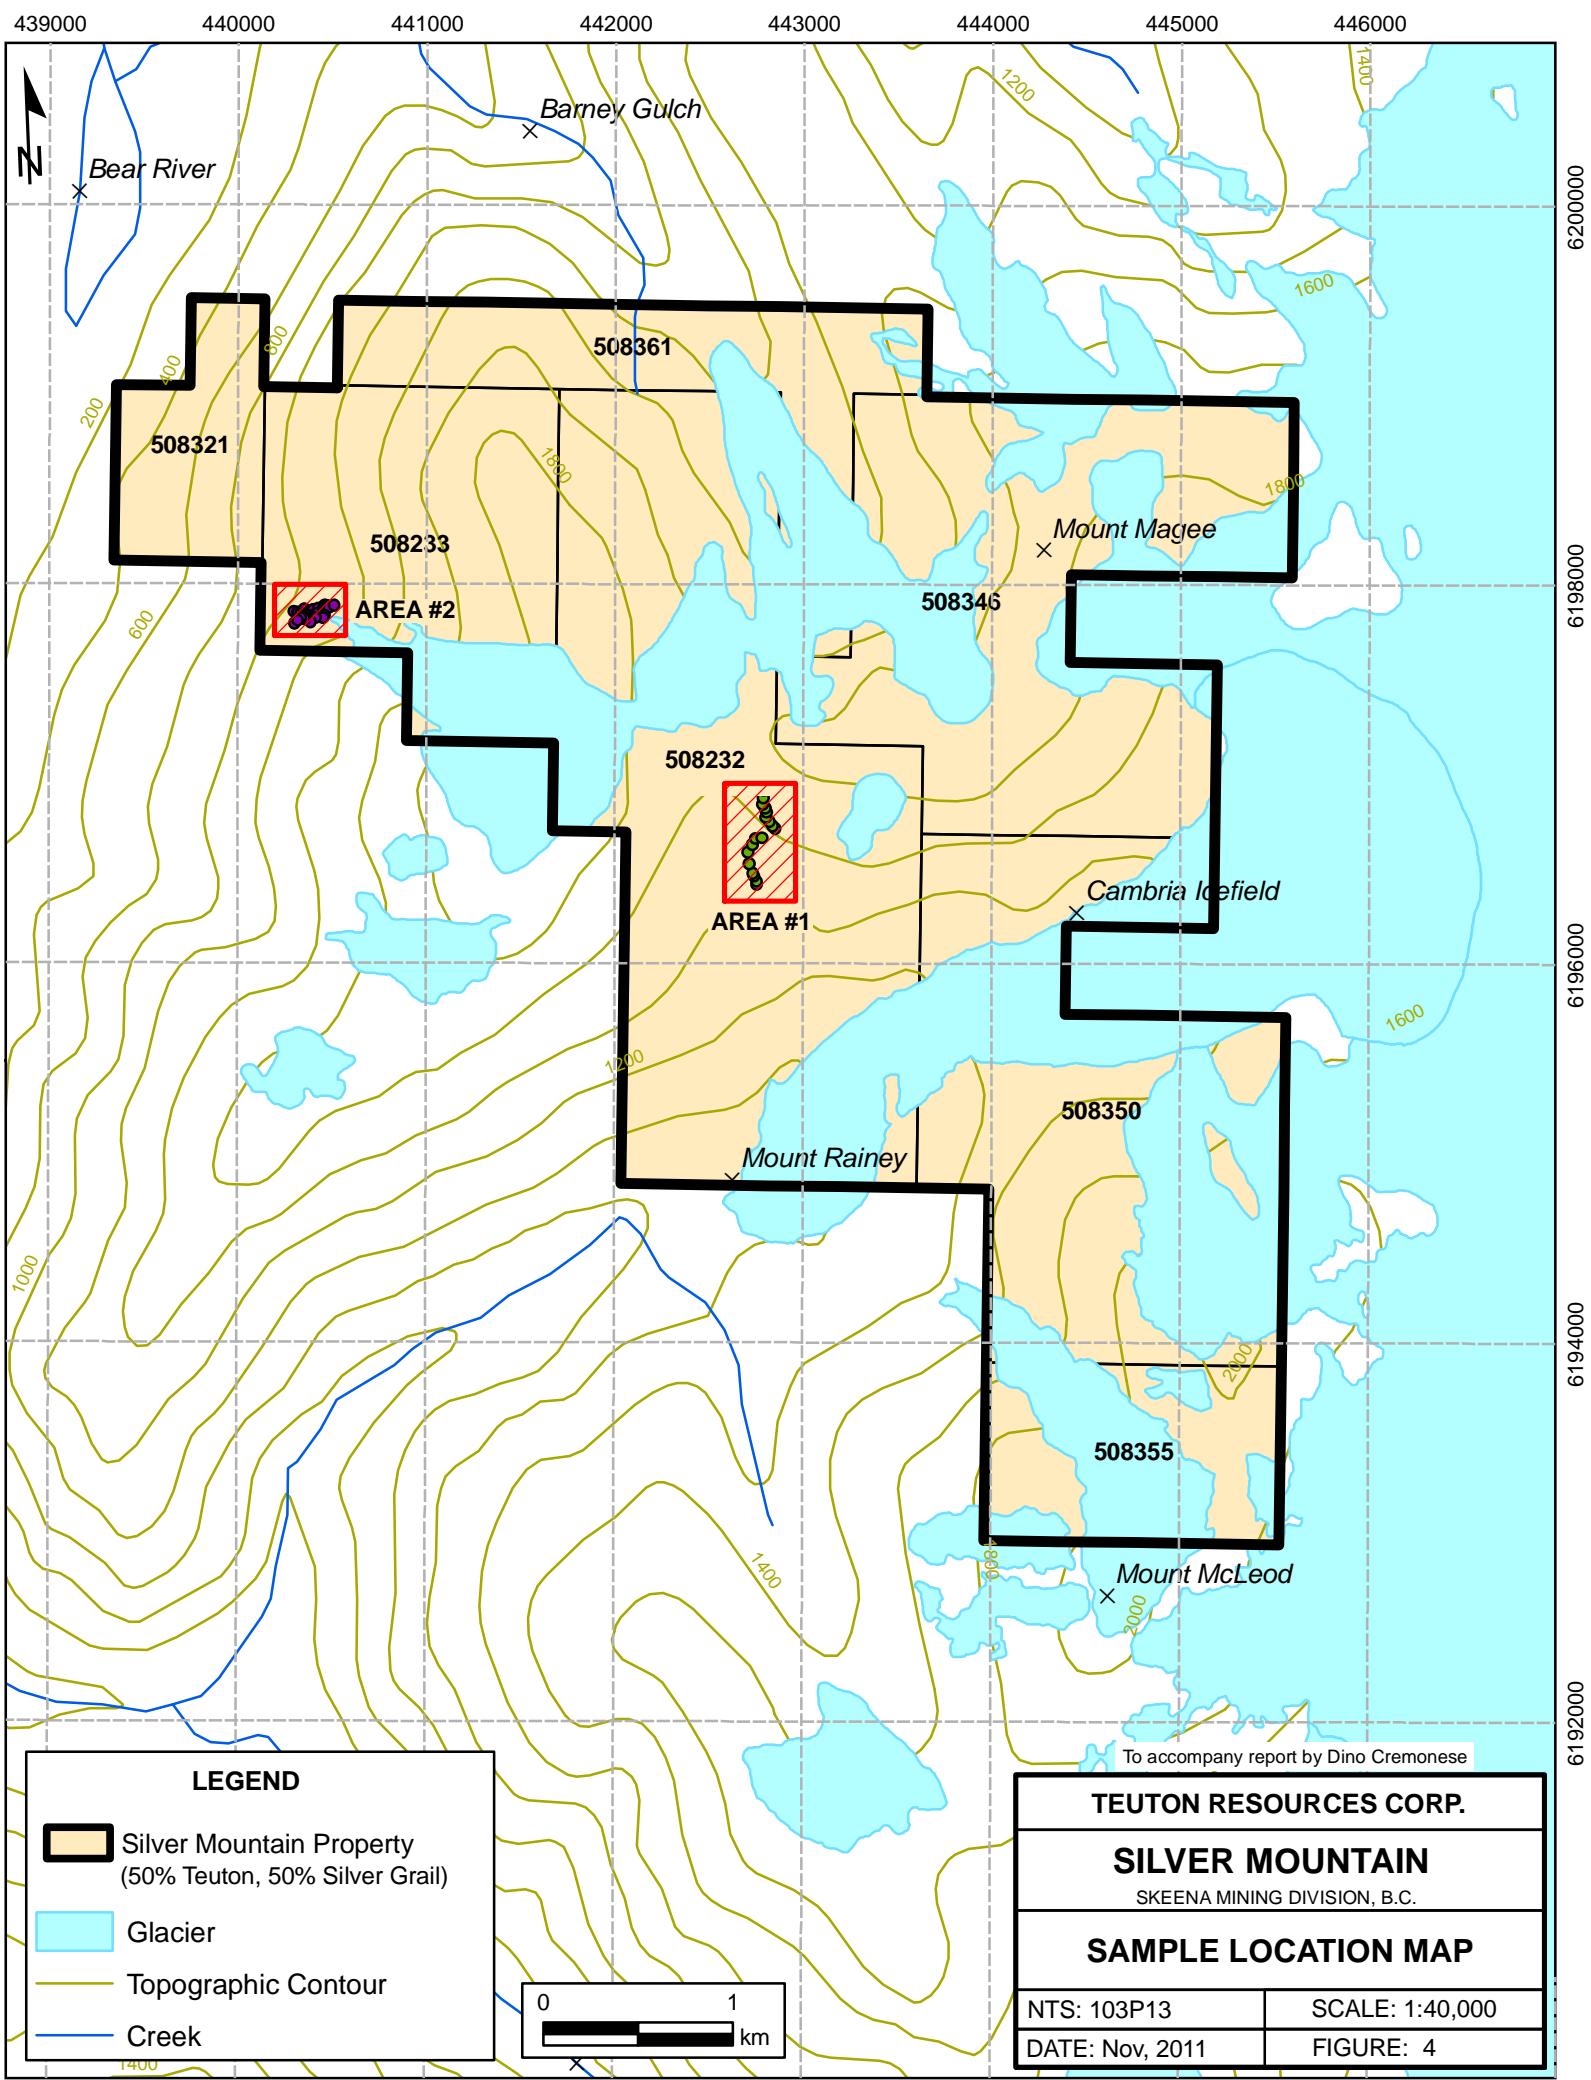 439000 440000 441000 442000 443000 444000 445000 446000
1400
1200
Barney Gulch
N
Bear River
6200000
1600
800
508361
400
200
508321
1800
1800
Mount Magee
508233
6198000
508346
AREA #2
600
508232
Cambria Icefield
AREA #1
6196000
1600
1200
508350
Mount Rainey
1000
6194000
2000
508355
1800
1400
Mount McLeod
2000
6192000
To accompany report by Dino Cremonese
LEGEND
Silver Mountain Property
(50% Teuton, 50% Silver Grail)
Glacier
Topographic Contour
Creek
1400
0 1
km
TEUTON RESOURCES CORP.
SILVER MOUNTAIN
SKEENA MINING DIVISION, B.C.
SAMPLE LOCATION MAP
NTS: 103P13 SCALE: 1:40,000
DATE: Nov, 2011 FIGURE: 4